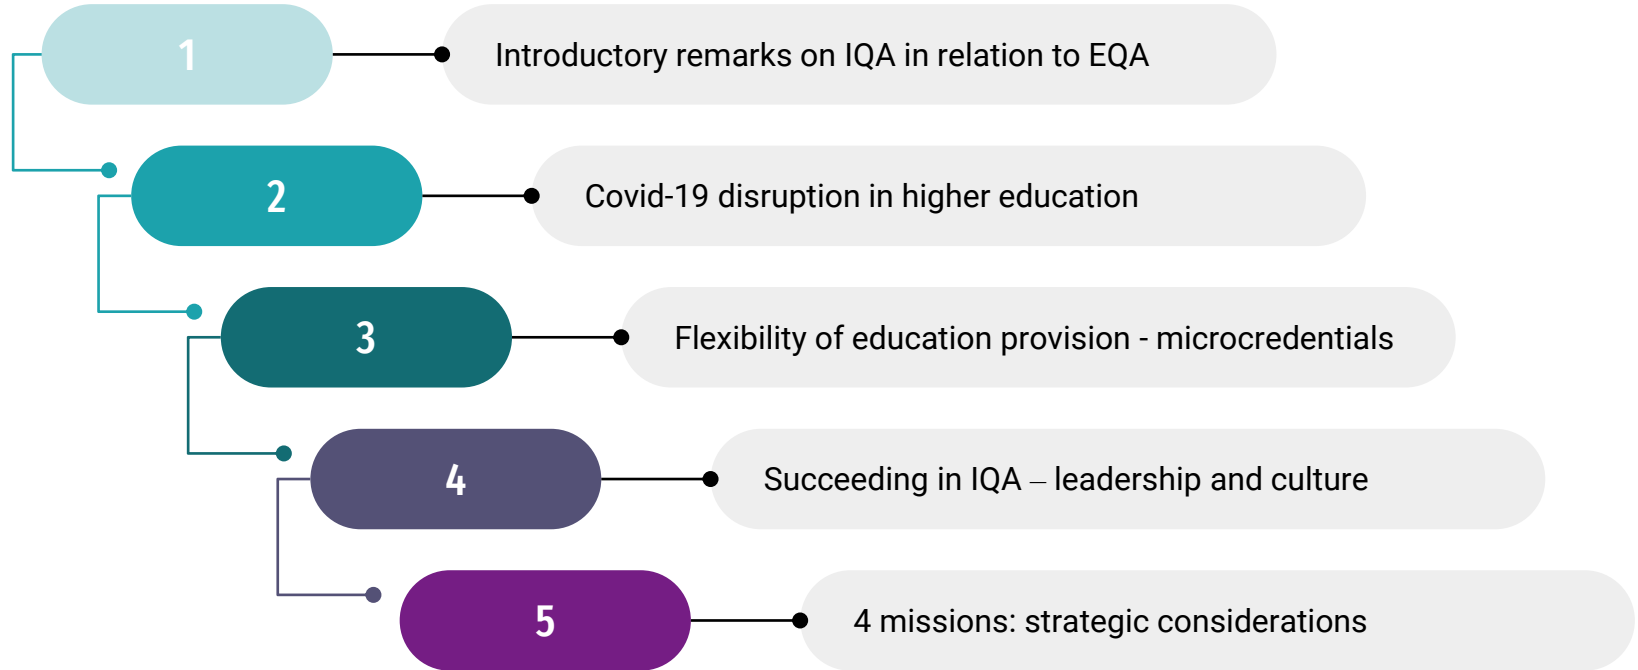 1
Introductory remarks on IQA in relation to EQA
2
Covid-19 disruption in higher education
3
Flexibility of education provision - microcredentials
4
Succeeding in IQA – leadership and culture
5
4 missions: strategic considerations